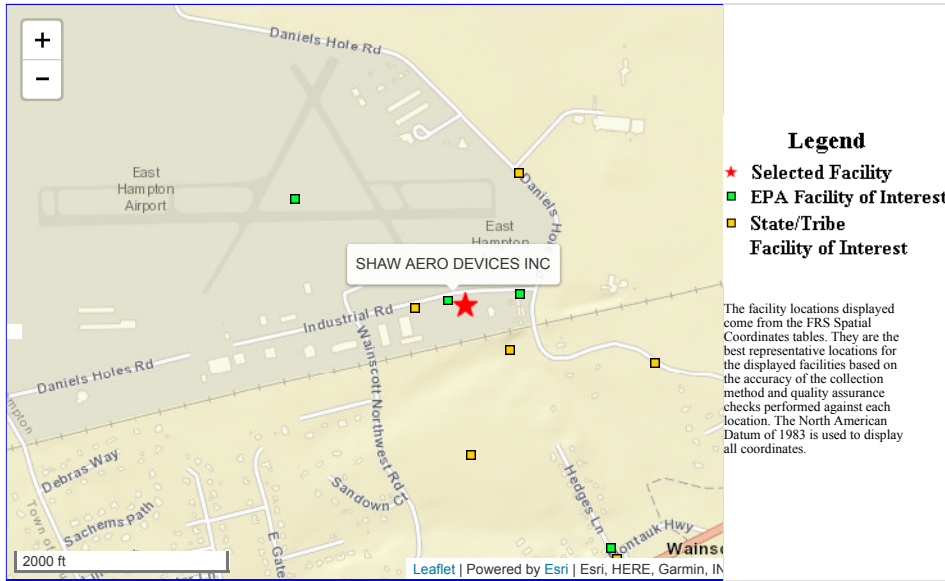 +
−
Daniels Hole Rd
East
Hampton
Airport
Daniels Ho
East
Hampton
SHAW AERO DEVICES INC
Industrial Rd
Daniels Holes Rd
Wainscott Northwest Rd
Debras Way
Sachems Path
Town of
E Gate
Sandown Ct
Hedges Ln
ontauk Hwy
Wainsc
2000 ft
Leaflet | Powered by Esri | Esri, HERE, Garmin, IN
Legend
Selected Facility
EPA Facility of Interest
State/Tribe
Facility of Interest
The facility locations displayed
come from the FRS Spatial
Coordinates tables. They are the
best representative locations for
the displayed facilities based on
the accuracy of the collection
method and quality assurance
checks performed against each
location. The North American
Datum of 1983 is used to display
all coordinates.